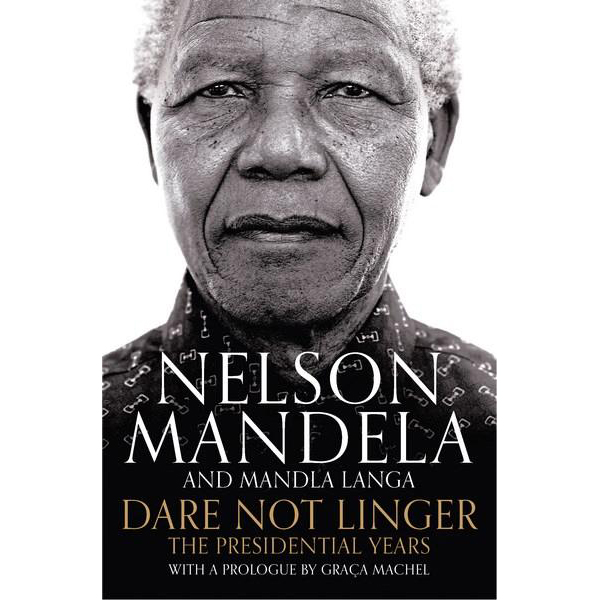 NELSON
MANDELA
AND MANDLA LANGA
DARE NOT LINGER
THE PRESIDENTIAL YEARS
WITH A PROLOGUE BY GRAÇA MACHEL